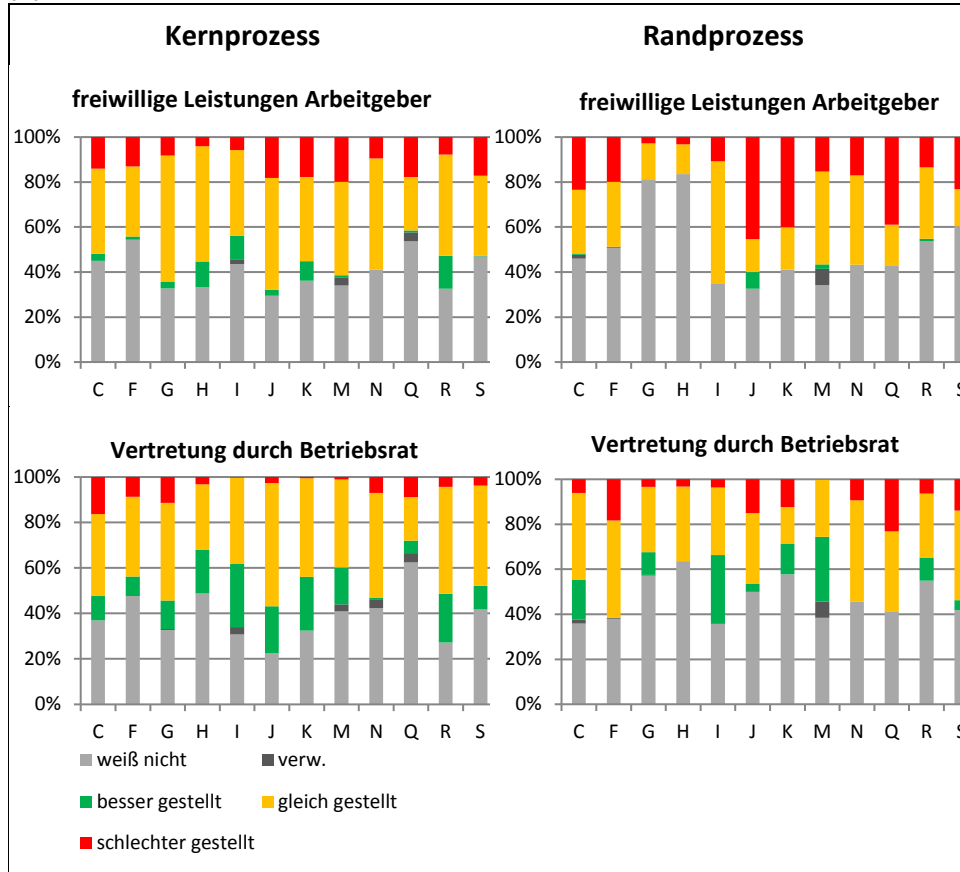 Kernprozess
Randprozess
freiwillige Leistungen Arbeitgeber
100%
80%
60%
40%
20%
0%
C F G H I J K M N Q R S
freiwillige Leistungen Arbeitgeber
100%
80%
60%
40%
20%
0%
C F G H I J K M N Q R S
Vertretung durch Betriebsrat
100%
80%
60%
40%
20%
0%
C F G H I J K M N Q R S
Vertretung durch Betriebsrat
100%
80%
60%
40%
20%
0%
C F G H I J K M N Q R S
weiß nicht
verw.
besser gestellt
gleich gestellt
schlechter gestellt